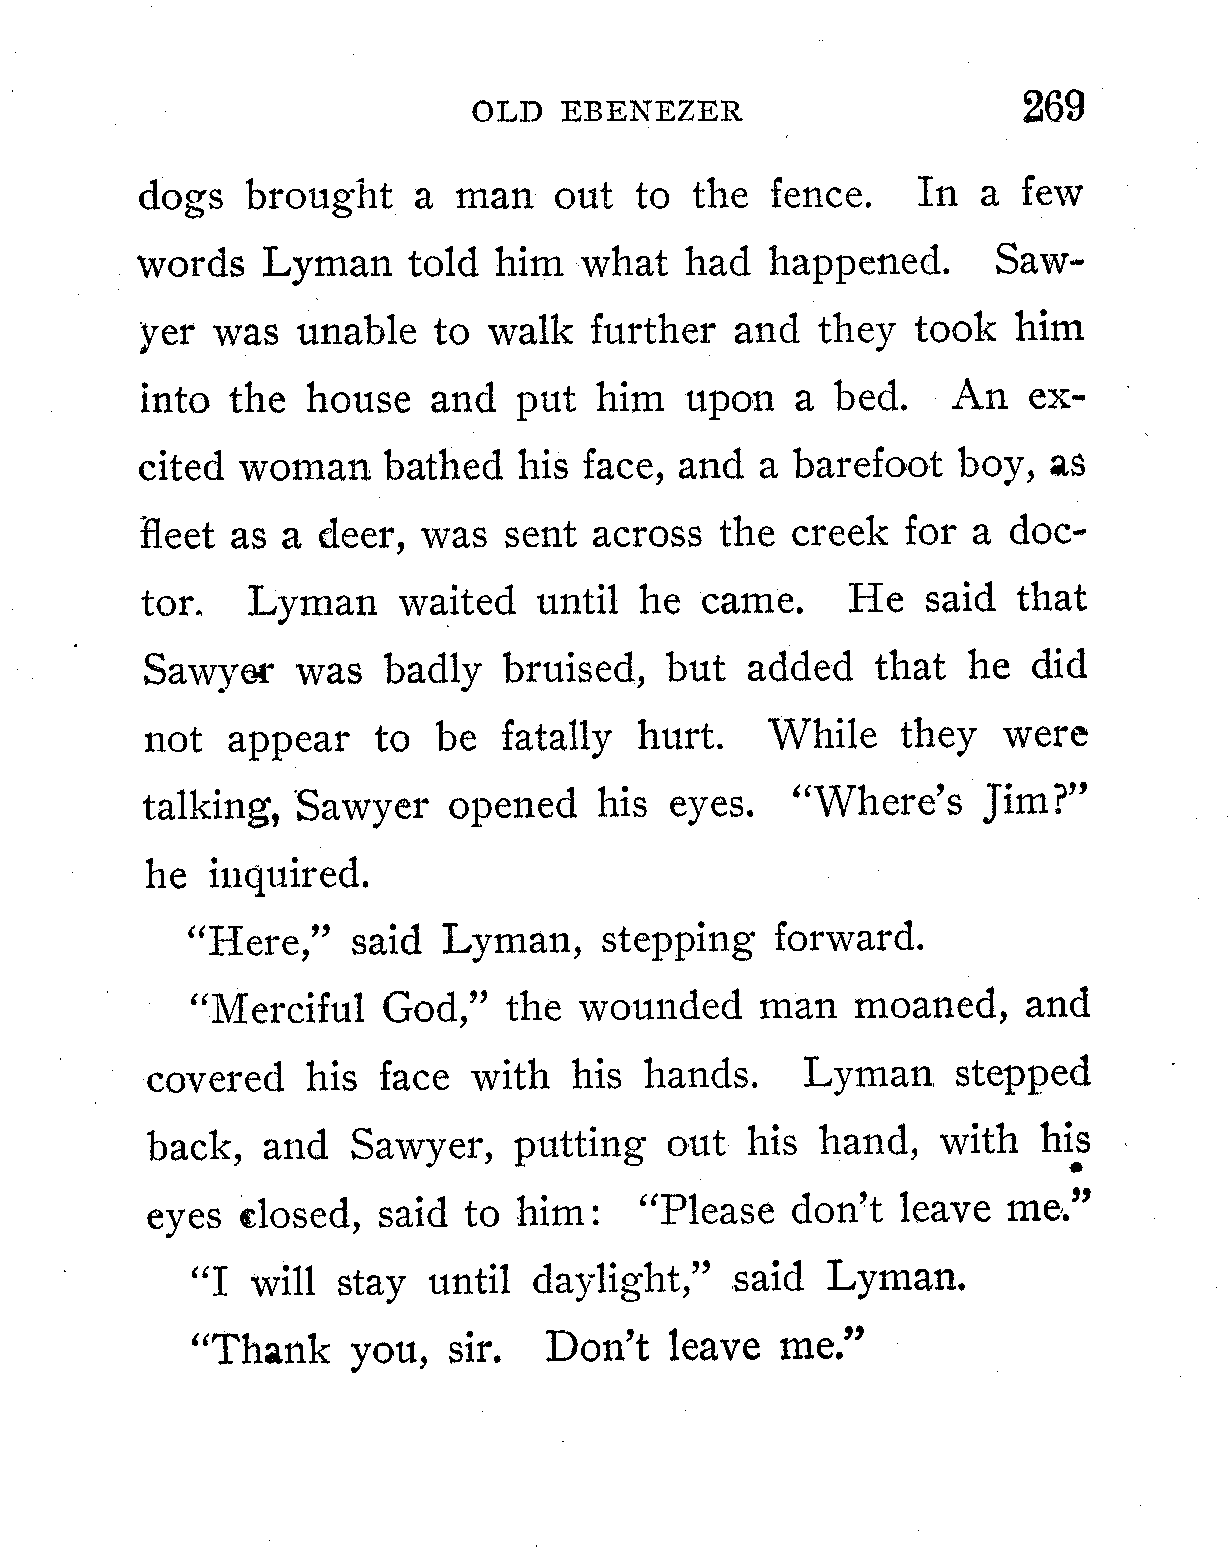 OLD EBENEZER 269
dogs brought a man out to the fence. In a few
words Lyman told him what had happened. Saw-
yer was unable to walk further and they took him
into the house and put him upon a bed. An ex-
cited woman bathed his face, and a barefoot boy, as
fleet as a deer, was sent across the creek for a doc-
tor. Lyman waited until he came. He said that
Sawyer was badly bruised, but added that he did
not appear to be fatally hurt. While they were
talking, Sawyer opened his eyes. “Where’s Jim?”
he inquired.
“Here,” said Lyman, stepping forward.
“Merciful God,” the wounded man moaned, and
covered his face with his hands. Lyman stepped
back, and Sawyer, putting out his hand, with his
eyes closed, said to him: “Please don’t leave me.”
“I will stay until daylight,” said Lyman.
“Thank you, sir. Don’t leave me.”